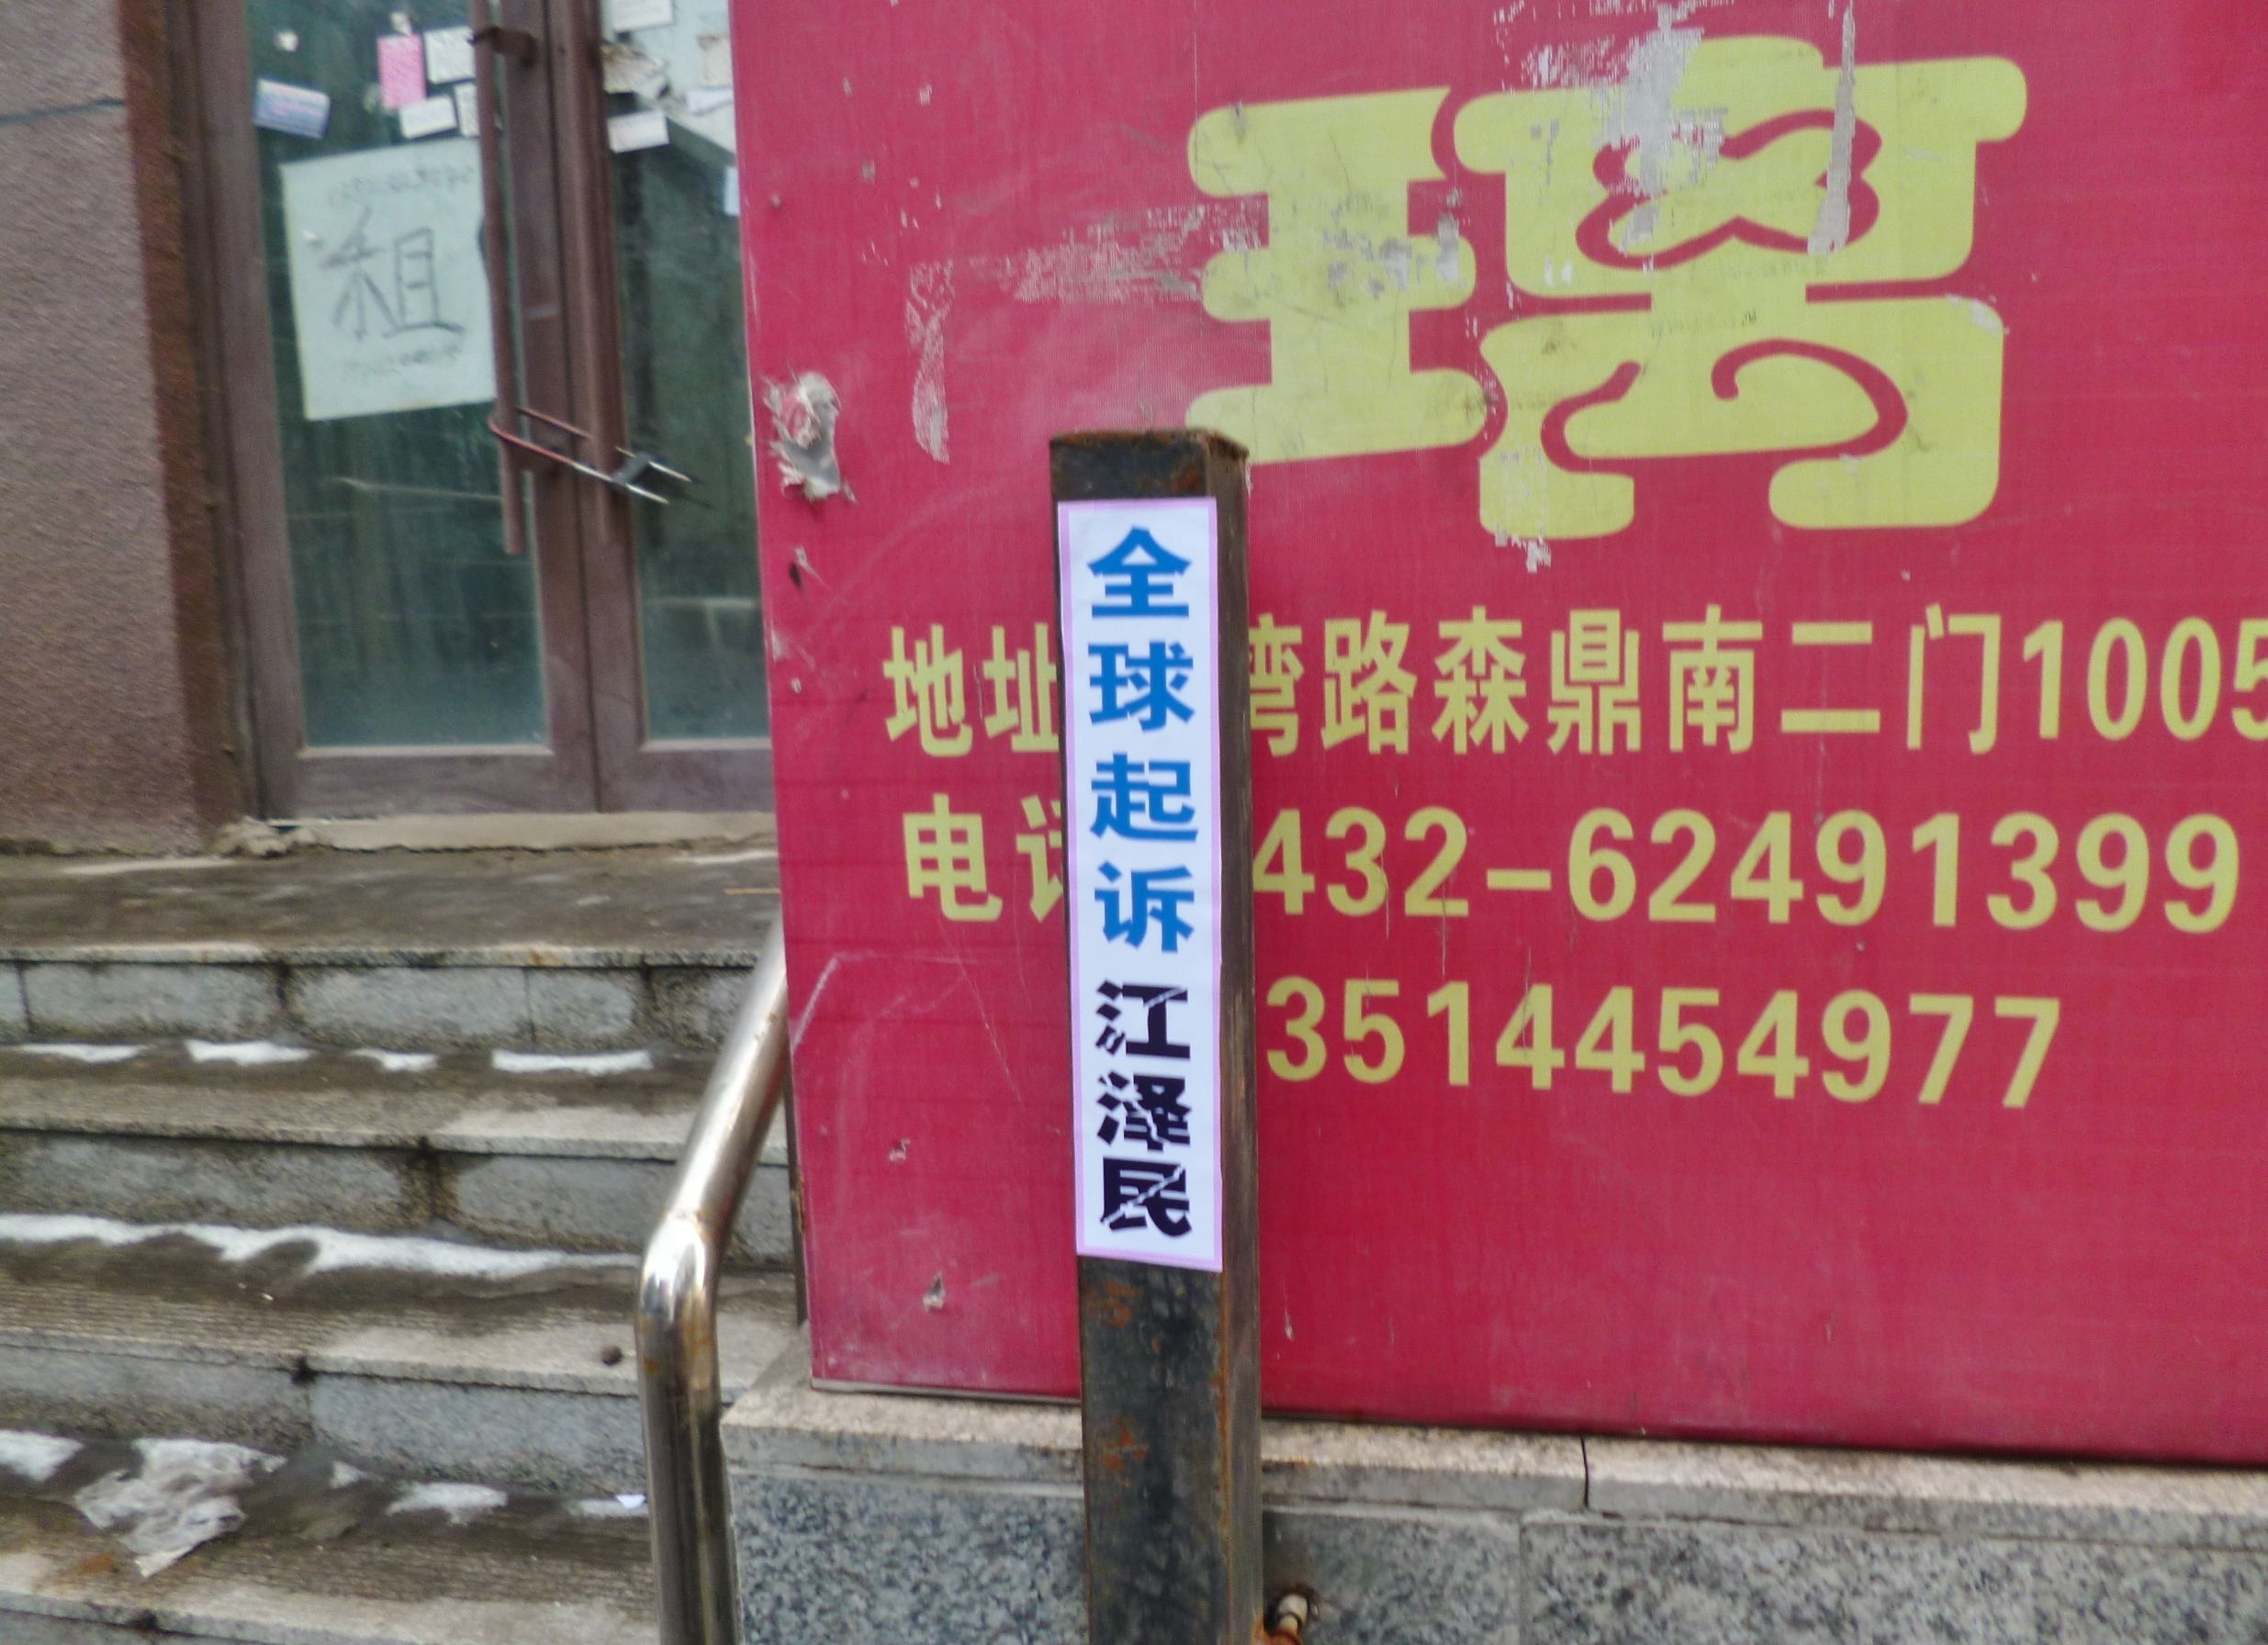 租
璃
地址
湾路森鼎南二门1005
电话
432-62491399
3514454977
全球起诉江泽民